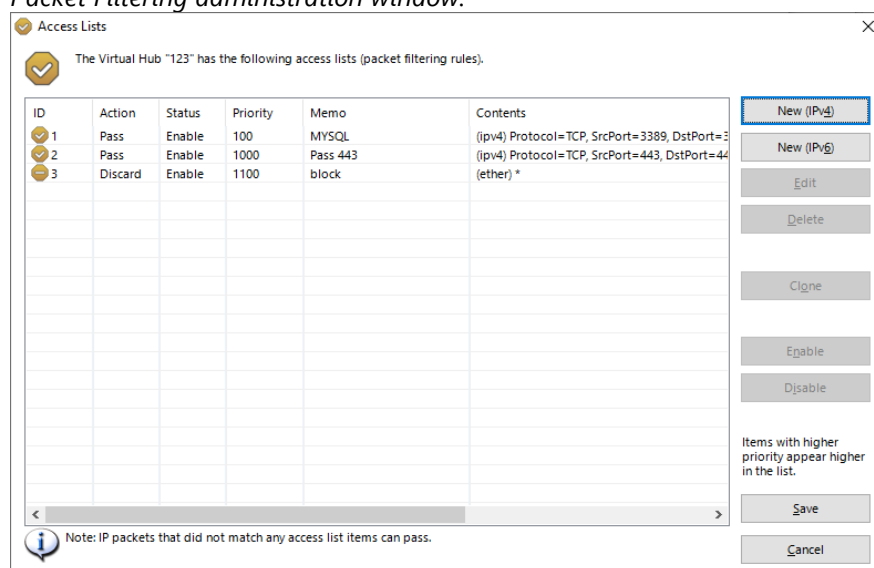 Packet Filtering administration window.
Access Lists
The Virtual Hub "123" has the following access lists (packet filtering rules).
ID Action Status Priority Memo Contents
1 Pass Enable 100 MYSQL (ipv4) Protocol=TCP, SrcPort=3389, DstPort=3
2 Pass Enable 1000 Pass 443 (ipv4) Protocol=TCP, SrcPort=443, DstPort=44
3 Discard Enable 1100 block (ether) *
New (IPv4)
New (IPv6)
Edit
Delete
Clone
Enable
Disable
Items with higher
priority appear higher
in the list.
Save
Cancel
Note: IP packets that did not match any access list items can pass.